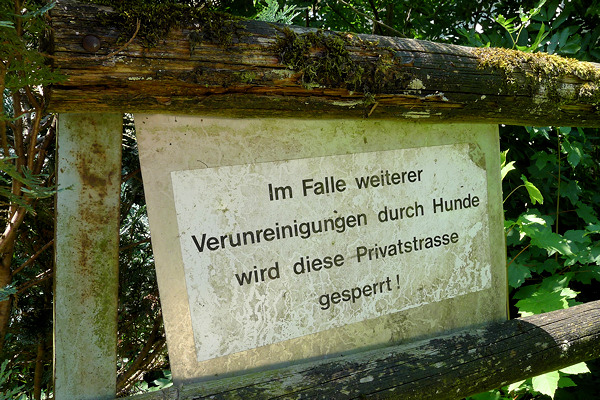 Im Falle weiterer
Verunreinigungen durch Hunde
wird diese Privatstrasse
gesperrt !